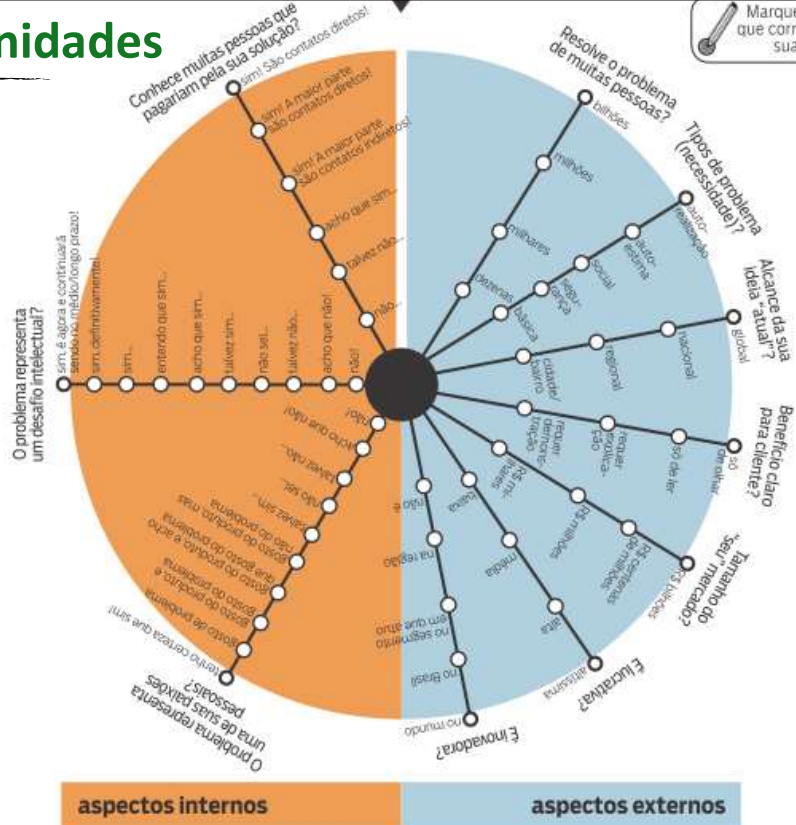 nidades
Marque
que corr
sua
Conhece muitas pessoas que
pagariam pela sua solução?
sim! São contatos diretos!
sim! A maior parte
são contatos diretos!
sim! A maior parte
são contatos indiretos!
acho que sim...
talvez não...
não...
O problema representa
um desafio intelectual?
sim, é agora e continuará
sendo no médio/longo prazo!
sim, definitivamente!
sim...
entendo que sim...
acho que sim...
talvez sim...
não sei...
talvez não...
acho que não!
não!
O problema representa
uma de suas paixões
pessoais?
tenho certeza que sim!
gosto de problema
gosto do produto, e
gosto do problema
gosto do produto, e acho
que gosto do problema
gosto do produto, mas
não do problema
talvez sim...
não sei...
talvez não...
acho que não!
não!
Resolve o problema
de muitas pessoas?
bilhões
milhões
milhares
dezenas
Tipos de problema
(necessidade)?
auto-
realização
auto-
estima
social
segu-
rança
básica
Alcance da sua
ideia "atual"?
global
nacional
regional
cidade/
bairro
Benefício claro
para cliente?
só
de olhar
só de ler
requer
explica-
ção
requer
demons-
tração
Tamanho do
"seu" mercado?
R$ bilhões
R$ centenas
de milhões
R$ milhões
R$ mi-
lhares
É lucrativa?
altíssima
alta
média
baixa
É inovadora?
no mundo
no Brasil
no segmento
em que atuo
na região
não é
aspectos internos
aspectos externos